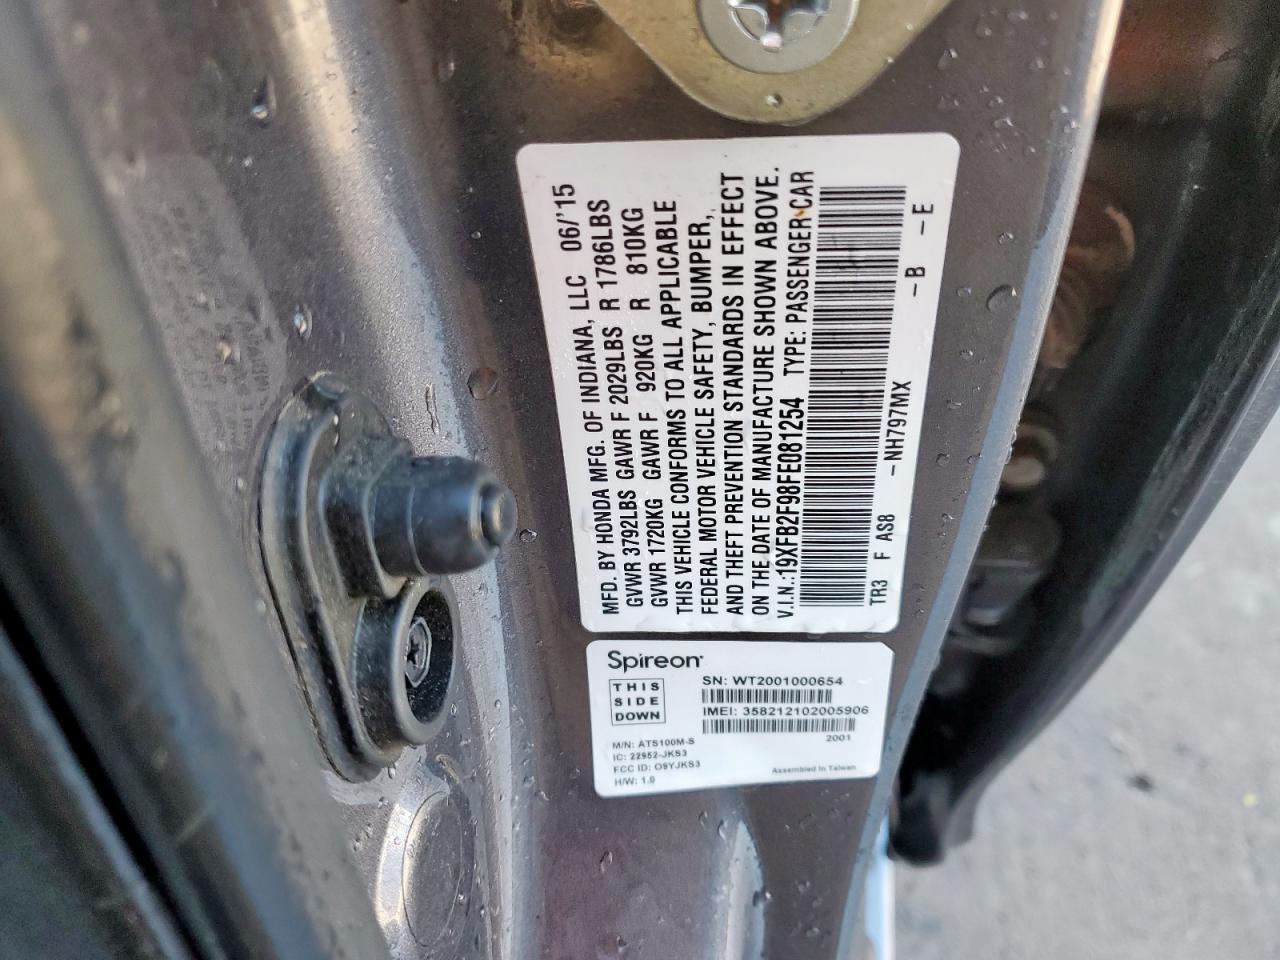 MFD. BY HONDA MFG. OF INDIANA, LLC 06/'15
GVWR 3792LBS GAWR F 2029LBS R 1786LBS
GVWR 1720KG GAWR F 920KG R 810KG
THIS VEHICLE CONFORMS TO ALL APPLICABLE
FEDERAL MOTOR VEHICLE SAFETY, BUMPER,
AND THEFT PREVENTION STANDARDS IN EFFECT
ON THE DATE OF MANUFACTURE SHOWN ABOVE.
V.I.N.:19XFB2F98FE081254 TYPE: PASSENGER CAR
TR3 F AS8 -NH797MX -B -E
Spireon
THIS
SIDE
DOWN
SN: WT2001000654
IMEI: 358212102005906
2001
M/N: ATS100M-S
IC: 22952-JKS3
FCC ID: O9YJKS3
H/W: 1.0
Assembled in Taiwan